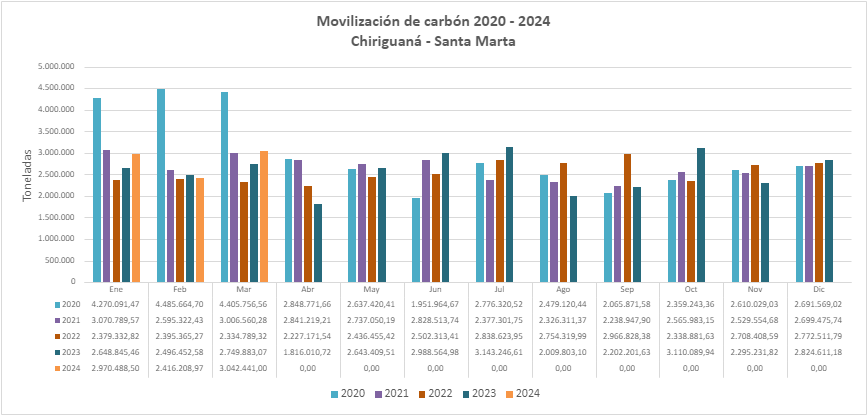 Movilización de carbón 2020 - 2024
Chiriguaná - Santa Marta
Toneladas
5.000.000
4.500.000
4.000.000
3.500.000
3.000.000
2.500.000
2.000.000
1.500.000
1.000.000
500.000
0
Ene Feb Mar Abr May Jun Jul Ago Sep Oct Nov Dic
2020 4.270.091,47 4.485.664,70 4.405.756,56 2.848.771,66 2.637.420,41 1.951.964,67 2.776.320,52 2.479.120,44 2.065.871,58 2.359.243,36 2.610.029,03 2.691.569,02
2021 3.070.789,57 2.595.322,43 3.006.560,28 2.841.219,21 2.737.050,19 2.828.513,74 2.377.301,75 2.326.311,37 2.238.947,90 2.565.983,15 2.529.554,68 2.699.475,74
2022 2.379.332,82 2.395.365,27 2.334.789,32 2.227.171,54 2.436.455,42 2.502.313,41 2.838.623,95 2.754.319,99 2.966.828,38 2.338.881,63 2.708.408,59 2.772.511,79
2023 2.648.845,46 2.496.452,58 2.749.883,07 1.816.010,72 2.643.409,51 2.988.564,98 3.143.246,61 2.009.803,10 2.202.201,63 3.110.089,94 2.295.231,82 2.824.611,18
2024 2.970.488,50 2.416.208,97 3.042.441,00 0,00 0,00 0,00 0,00 0,00 0,00 0,00 0,00 0,00
2020 2021 2022 2023 2024